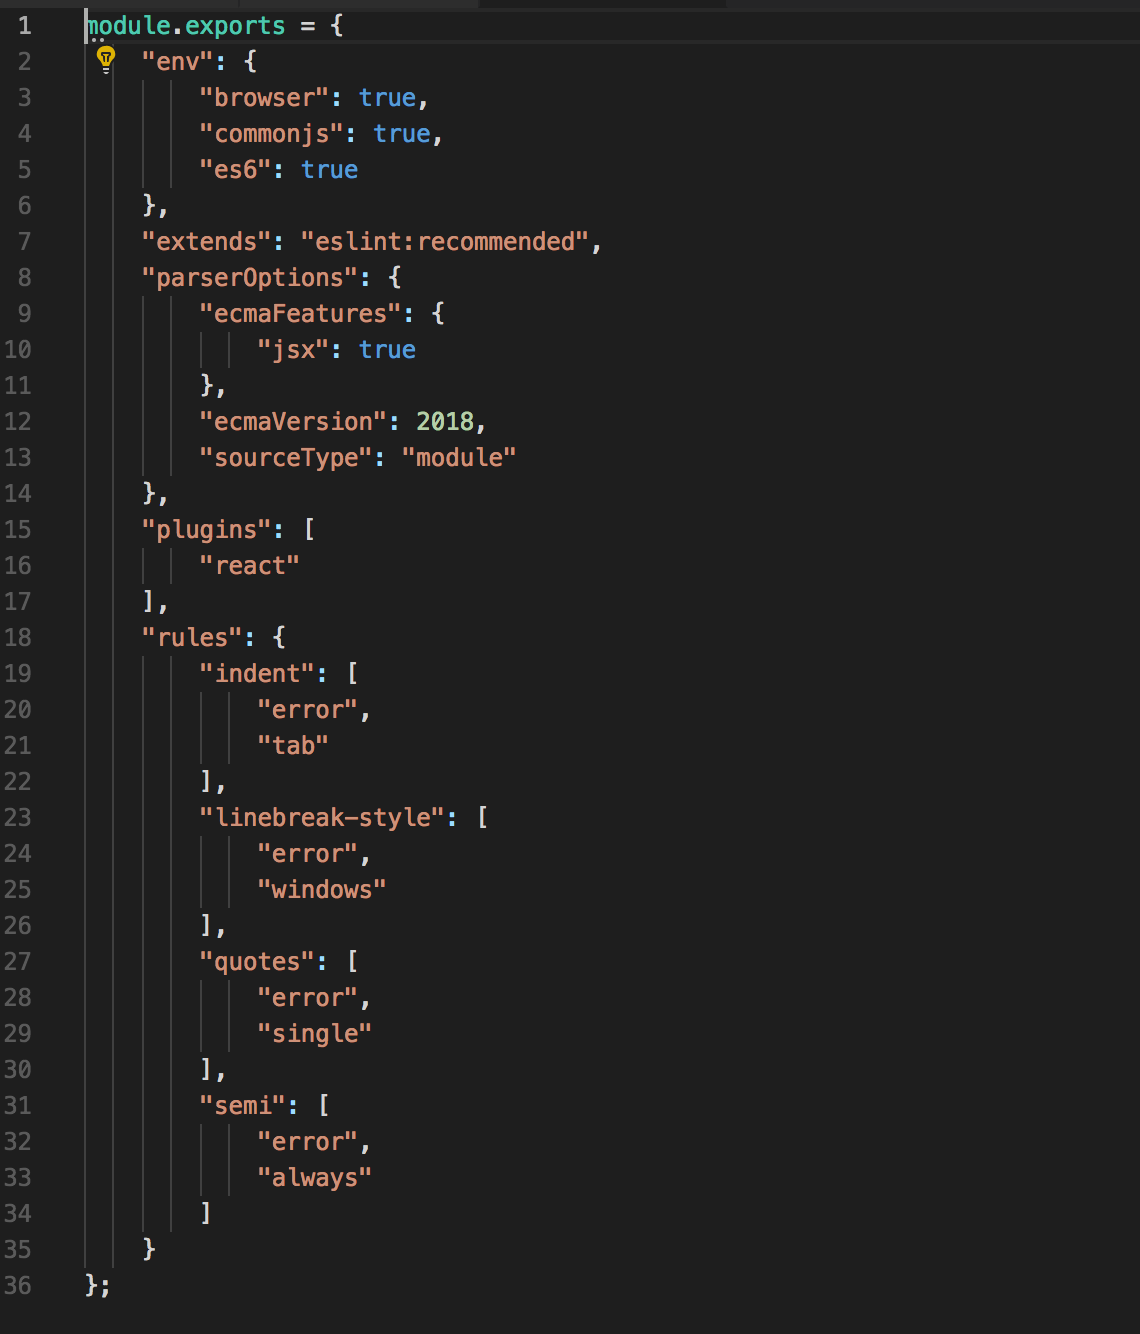 1 module.exports = {
2 "env": {
3 "browser": true,
4 "commonjs": true,
5 "es6": true
6 },
7 "extends": "eslint:recommended",
8 "parserOptions": {
9 "ecmaFeatures": {
10 "jsx": true
11 },
12 "ecmaVersion": 2018,
13 "sourceType": "module"
14 },
15 "plugins": [
16 "react"
17 ],
18 "rules": {
19 "indent": [
20 "error",
21 "tab"
22 ],
23 "linebreak-style": [
24 "error",
25 "windows"
26 ],
27 "quotes": [
28 "error",
29 "single"
30 ],
31 "semi": [
32 "error",
33 "always"
34 ]
35 }
36 };